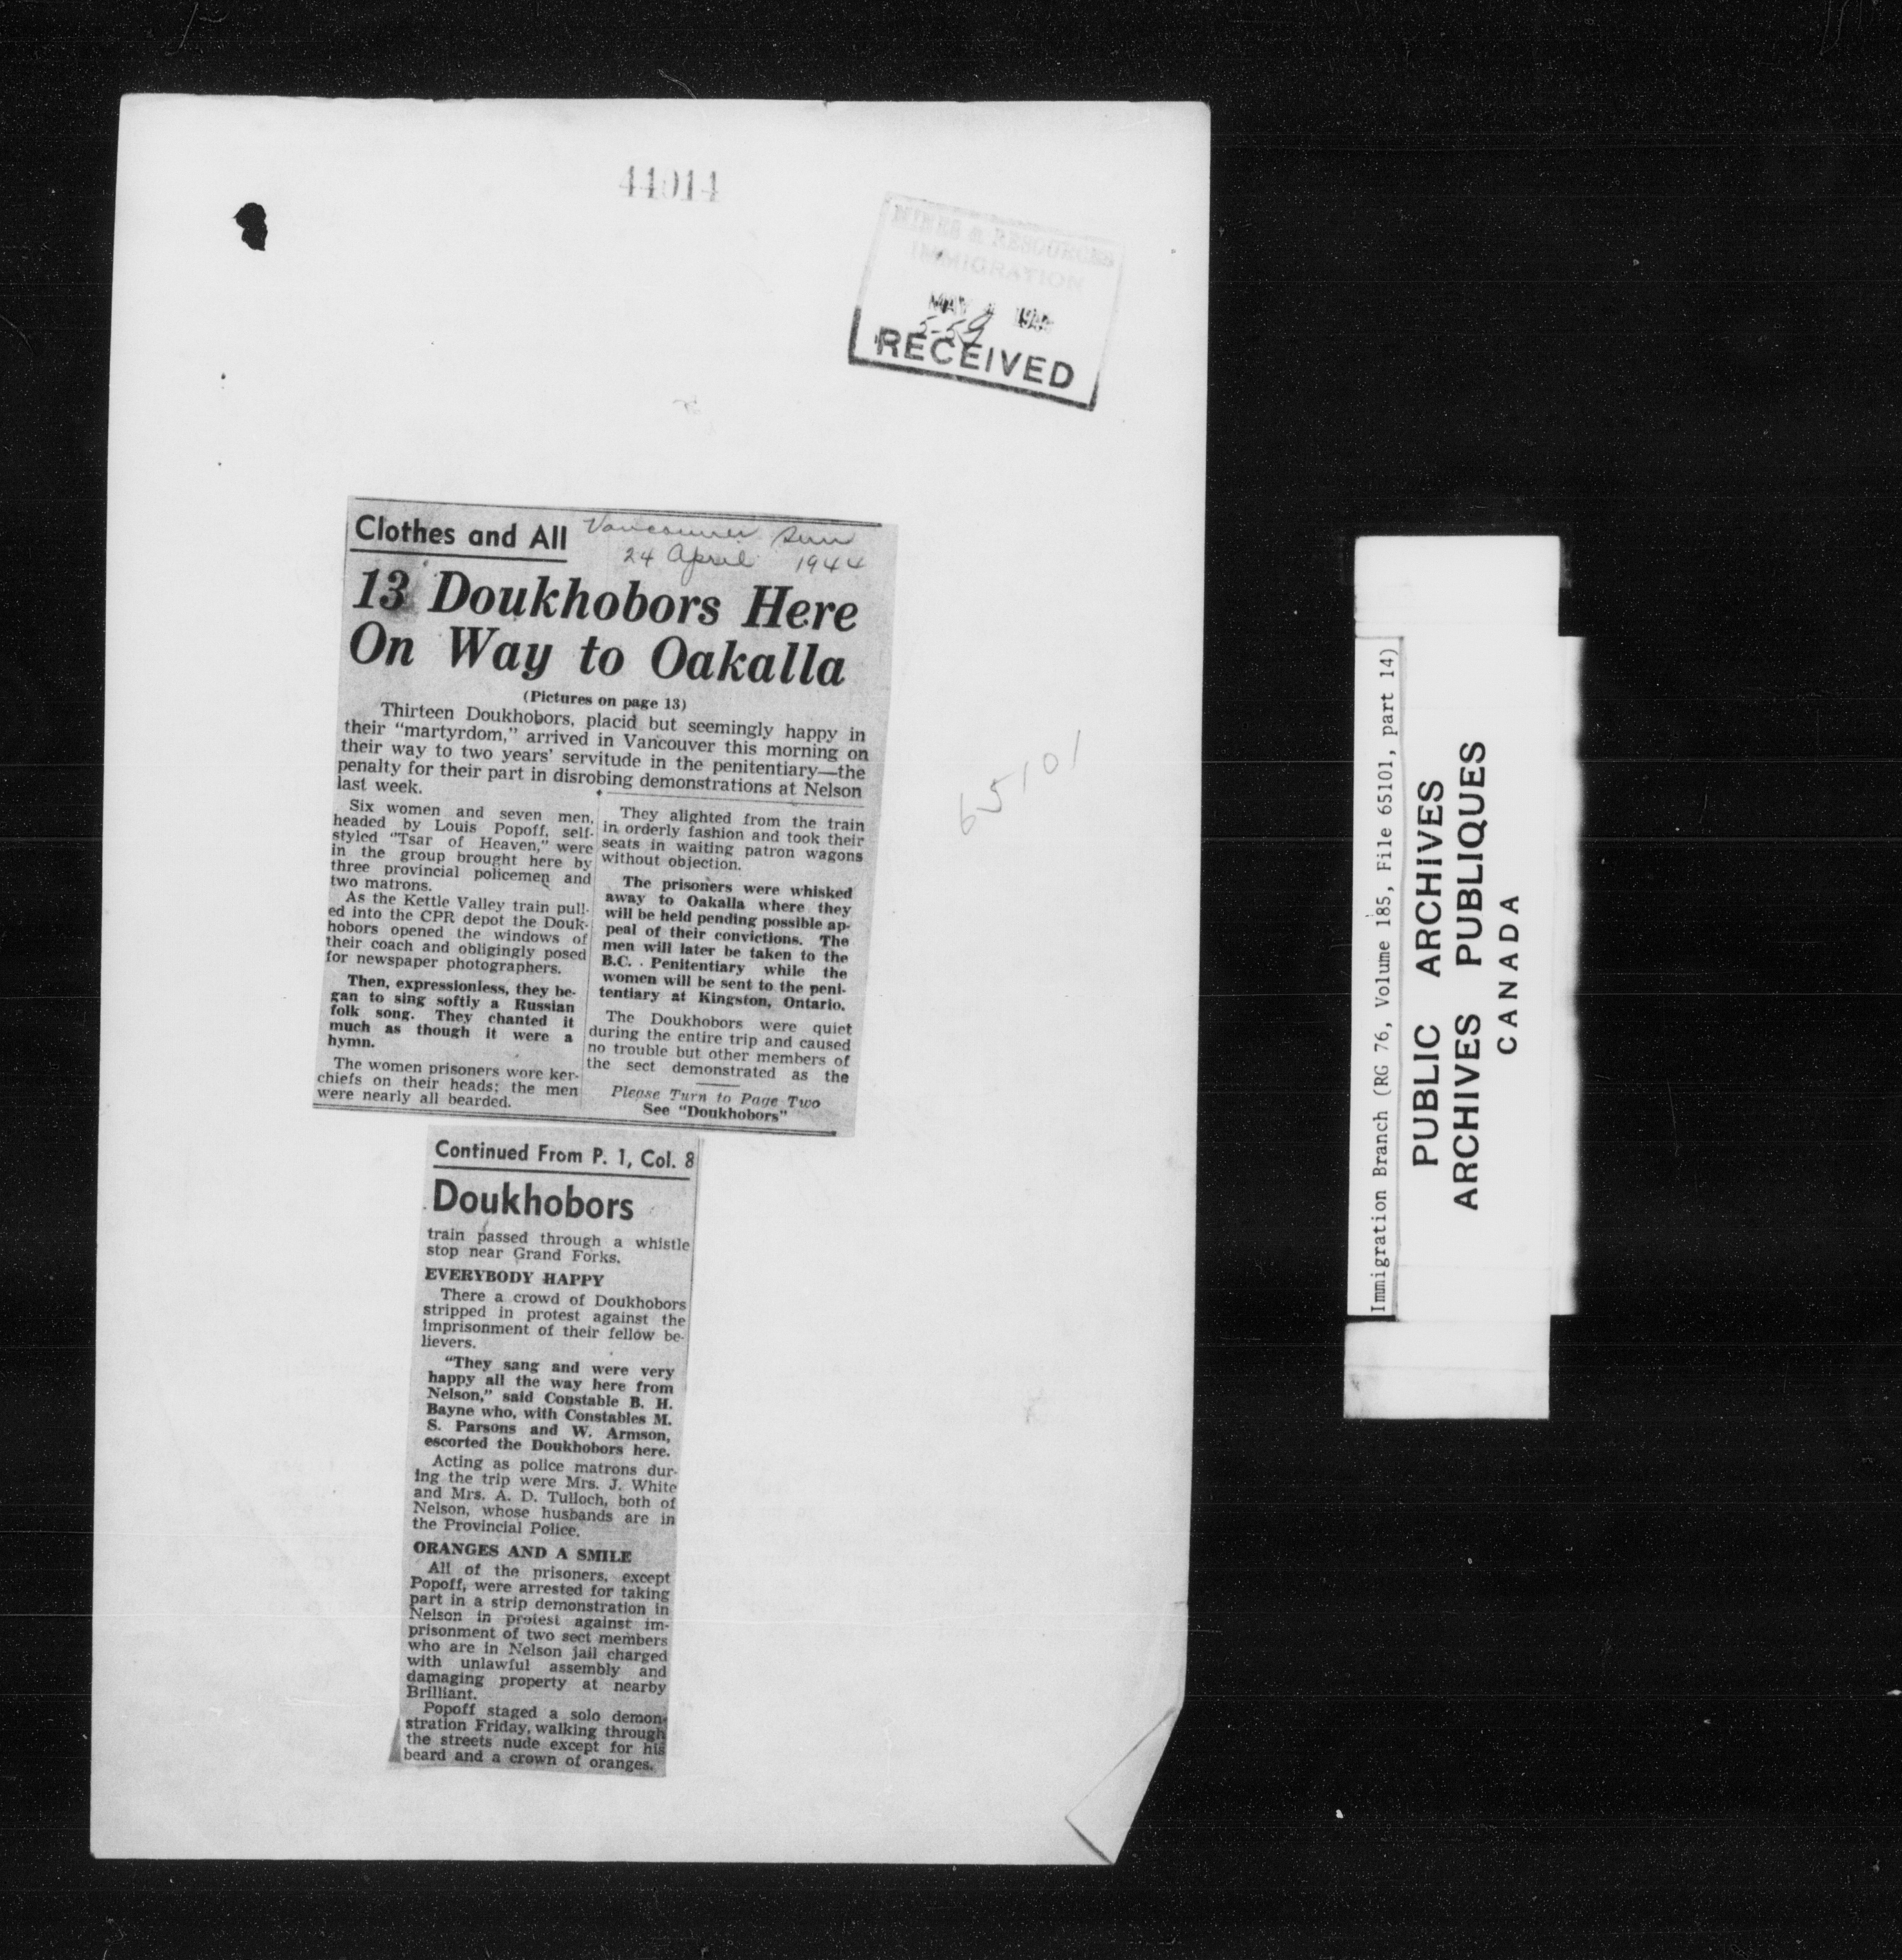 44014
MINES & RESOURCES
IMMIGRATION
MAY 1944
5-59
RECEIVED
Clothes and All
Vancouver Sun
24 April 1944
13 Doukhobors Here
On Way to Oakalla
(Pictures on page 13)
Thirteen Doukhobors, placid but seemingly happy in
their "martyrdom," arrived in Vancouver this morning on
their way to two years' servitude in the penitentiary—the
penalty for their part in disrobing demonstrations at Nelson
last week.
Six women and seven men,
headed by Louis Popoff, self-
styled "Tsar of Heaven," were
in the group brought here by
three provincial policemen and
two matrons.
As the Kettle Valley train pull-
ed into the CPR depot the Douk-
hobors opened the windows of
their coach and obligingly posed
for newspaper photographers.
Then, expressionless, they be-
gan to sing softly a Russian
folk song. They chanted it
much as though it were a
hymn.
The women prisoners wore ker-
chiefs on their heads; the men
were nearly all bearded.
They alighted from the train
in orderly fashion and took their
seats in waiting patron wagons
without objection.
The prisoners were whisked
away to Oakalla where they
will be held pending possible ap-
peal of their convictions. The
men will later be taken to the
B.C. Penitentiary while the
women will be sent to the peni-
tentiary at Kingston, Ontario.
The Doukhobors were quiet
during the entire trip and caused
no trouble but other members of
the sect demonstrated as the
Please Turn to Page Two
See "Doukhobors"
65101
Continued From P. 1, Col. 8
Doukhobors
train passed through a whistle
stop near Grand Forks.
EVERYBODY HAPPY
There a crowd of Doukhobors
stripped in protest against the
imprisonment of their fellow be-
lievers.
"They sang and were very
happy all the way here from
Nelson," said Constable B. H.
Bayne who, with Constables M.
S. Parsons and W. Armson,
escorted the Doukhobors here.
Acting as police matrons dur-
ing the trip were Mrs. J. White
and Mrs. A. D. Tulloch, both of
Nelson, whose husbands are in
the Provincial Police.
ORANGES AND A SMILE
All of the prisoners, except
Popoff, were arrested for taking
part in a strip demonstration in
Nelson in protest against im-
prisonment of two sect members
who are in Nelson jail charged
with unlawful assembly and
damaging property at nearby
Brilliant.
Popoff staged a solo demon-
stration Friday, walking through
the streets nude except for his
beard and a crown of oranges.
Immigration Branch (RG 76, Volume 185, File 65101, part 14)
PUBLIC ARCHIVES
ARCHIVES PUBLIQUES
CANADA